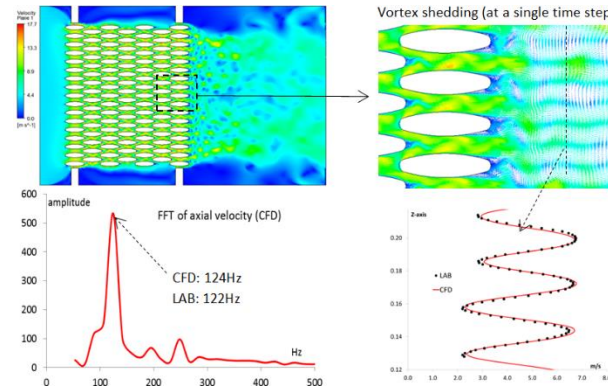 Velocity
Plane 1
17.7
13.3
8.9
4.4
0.0
[m s^-1]
Vortex shedding (at a single time step
amplitude
600
500
400
300
200
100
0
0
100
200
300
400
500
Hz
FFT of axial velocity (CFD)
CFD: 124Hz
LAB: 122Hz
Z-axis
0.20
0.18
0.16
0.14
0.12
0.0
1.0
2.0
3.0
4.0
5.0
6.0
7.0
m/s
LAB
CFD